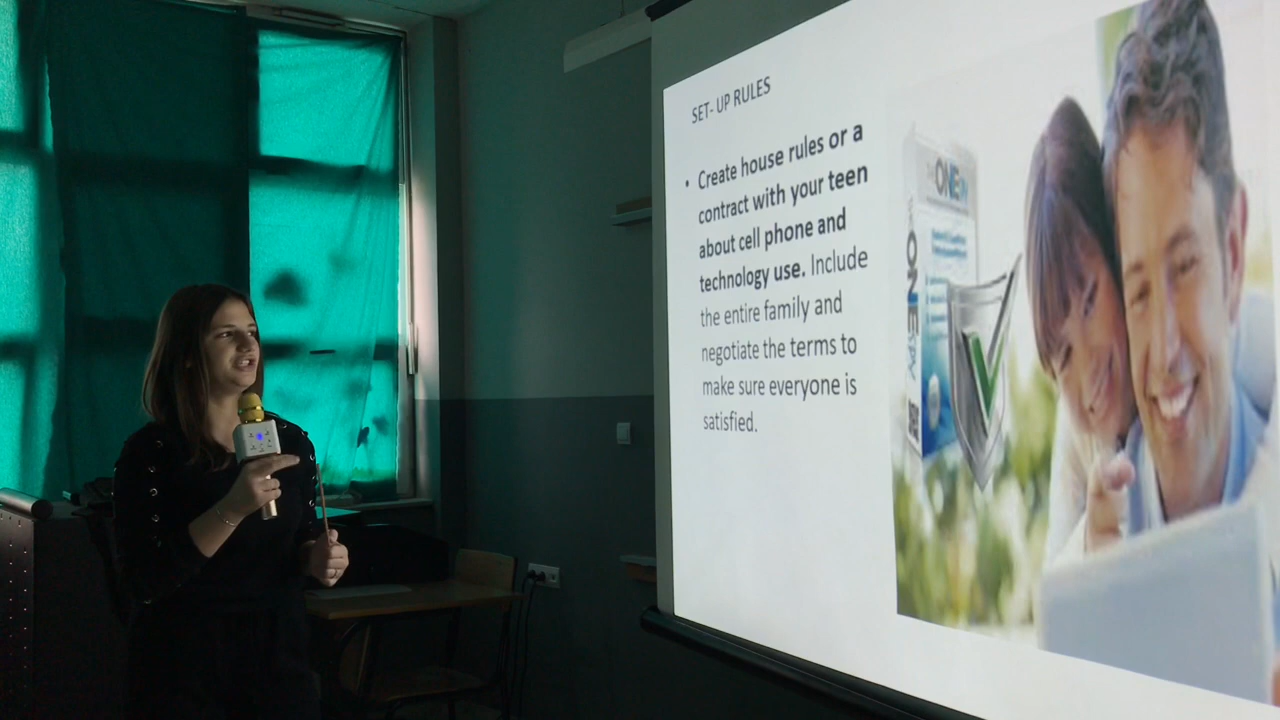 SET- UP RULES
• Create house rules or a
contract with your teen
about cell phone and
technology use. Include
the entire family and
negotiate the terms to
make sure everyone is
satisfied.
ONE